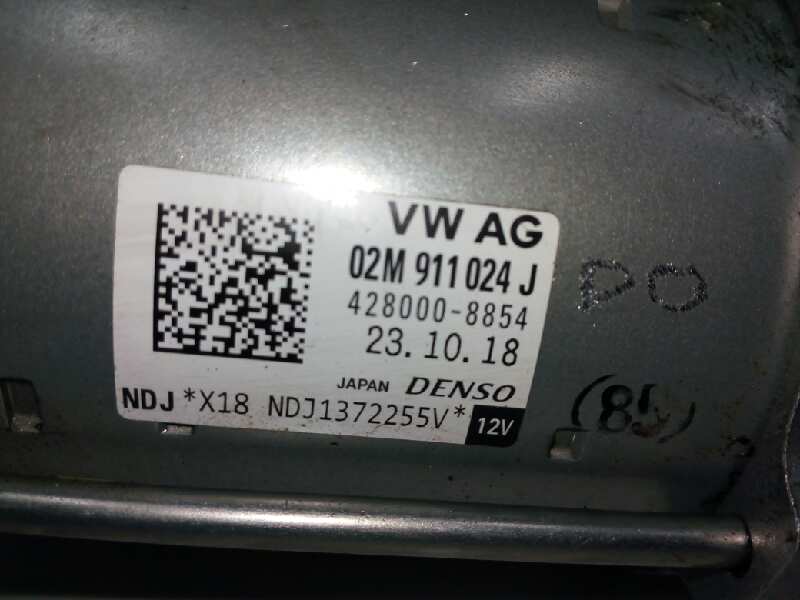 VW AG
02M 911 024 J
428000-8854
23.10.18
JAPAN DENSO
NDJ *X18 NDJ1372255V* 12V
DO
(85)